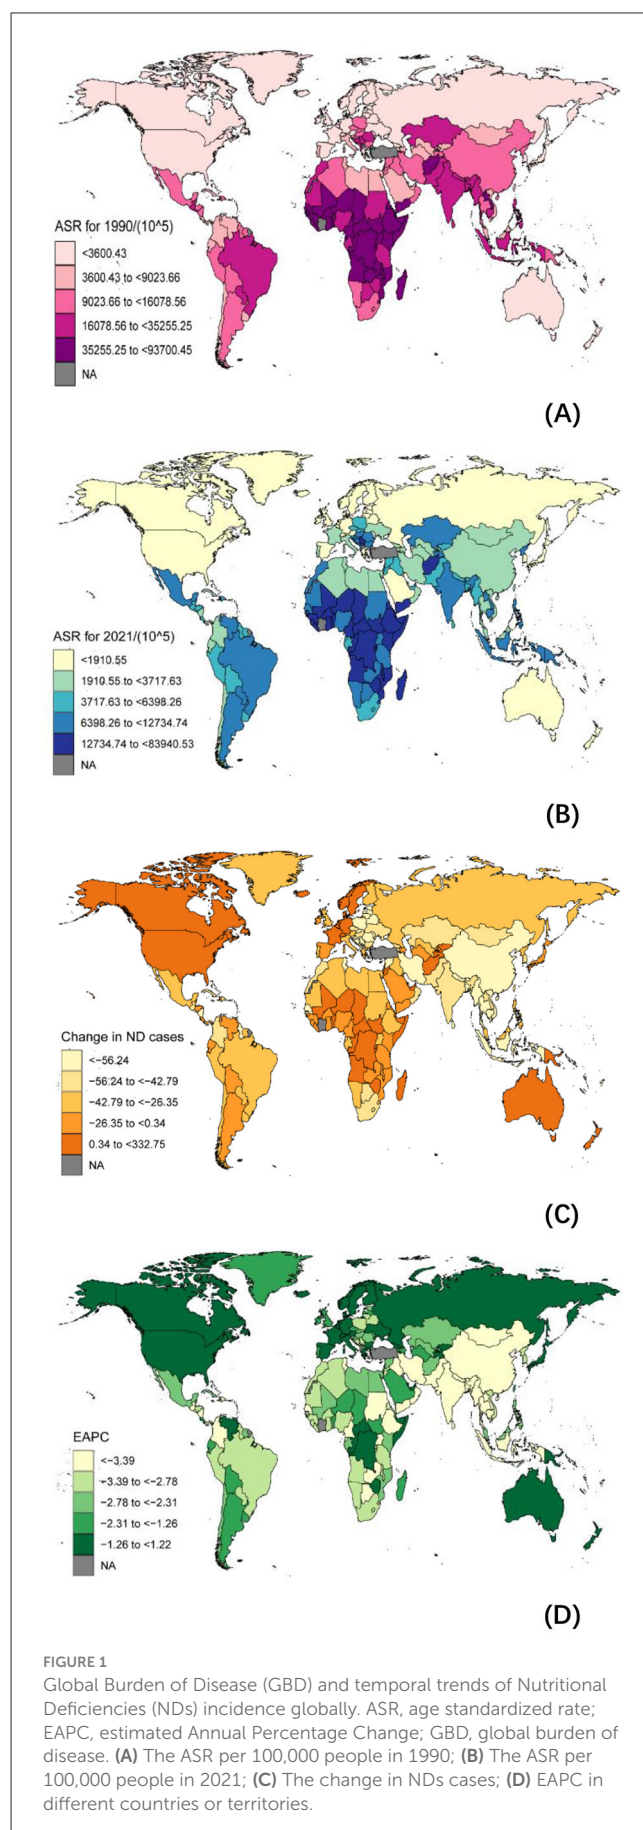 ASR for 1990/(10^5)
<3600.43
3600.43 to <9023.66
9023.66 to <16078.56
16078.56 to <35255.25
35255.25 to <93700.45
NA
(A)
ASR for 2021/(10^5)
<1910.55
1910.55 to <3717.63
3717.63 to <6398.26
6398.26 to <12734.74
12734.74 to <83940.53
NA
(B)
Change in ND cases
<−56.24
−56.24 to <−42.79
−42.79 to <−26.35
−26.35 to <0.34
0.34 to <332.75
NA
(C)
EAPC
<−3.39
−3.39 to <−2.78
−2.78 to <−2.31
−2.31 to <−1.26
−1.26 to <1.22
NA
(D)
FIGURE 1
Global Burden of Disease (GBD) and temporal trends of Nutritional
Deficiencies (NDs) incidence globally. ASR, age standardized rate;
EAPC, estimated Annual Percentage Change; GBD, global burden of
disease. (A) The ASR per 100,000 people in 1990; (B) The ASR per
100,000 people in 2021; (C) The change in NDs cases; (D) EAPC in
different countries or territories.